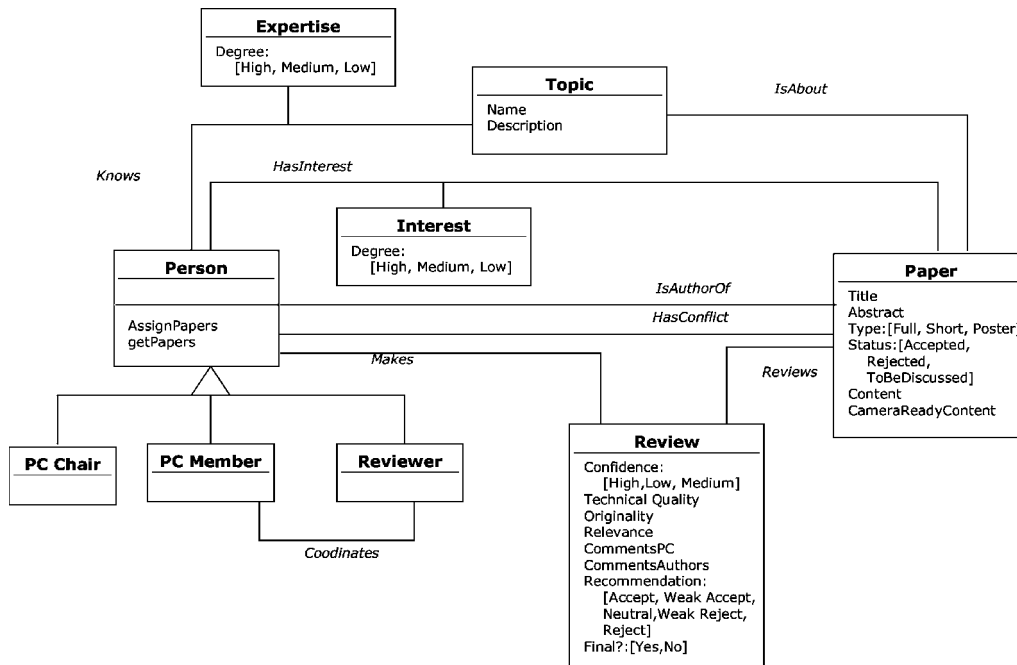 Expertise
Degree:
[High, Medium, Low]
Topic
Name
Description
IsAbout
Knows
HasInterest
Interest
Degree:
[High, Medium, Low]
Person
AssignPapers
getPapers
IsAuthorOf
HasConflict
Makes
Reviews
Paper
Title
Abstract
Type:[Full, Short, Poster]
Status:[Accepted,
Rejected,
ToBeDiscussed]
Content
CameraReadyContent
PC Chair
PC Member
Reviewer
Coodinates
Review
Confidence:
[High,Low, Medium]
Technical Quality
Originality
Relevance
CommentsPC
CommentsAuthors
Recommendation:
[Accept, Weak Accept,
Neutral,Weak Reject,
Reject]
Final?:[Yes,No]